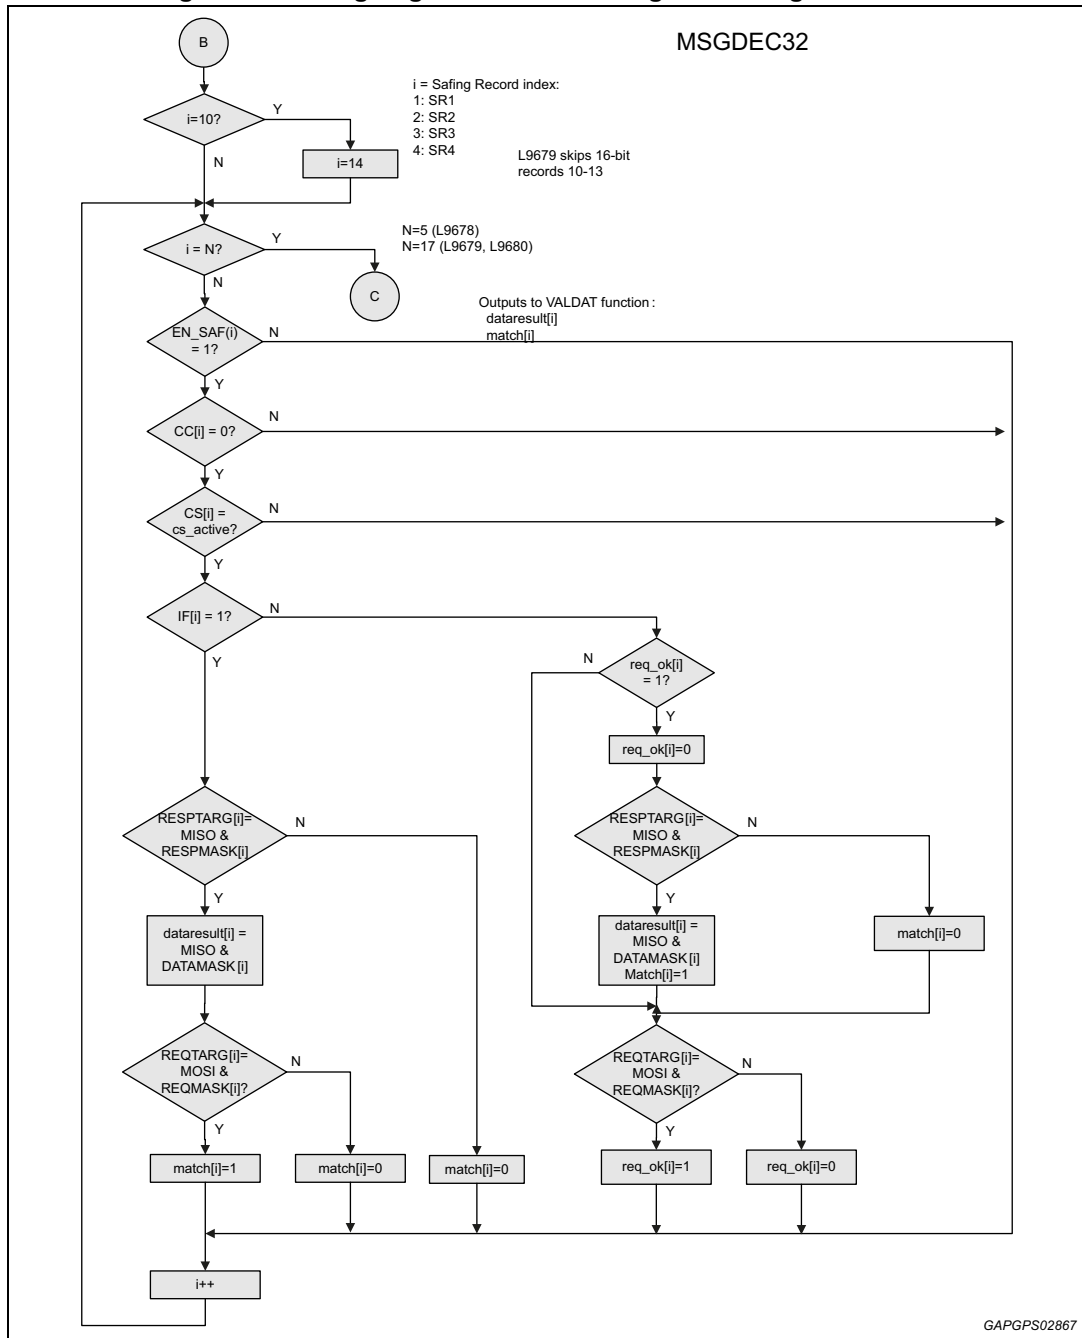 MSGDEC32
B
i = Safing Record index:
1: SR1
2: SR2
3: SR3
4: SR4
i=10?
Y
N
i=14
L9679 skips 16-bit
records 10-13
i = N?
Y
N
N=5 (L9678)
N=17 (L9679, L9680)
C
Outputs to VALDAT function :
dataresult[i]
match[i]
EN_SAF(i)
= 1?
N
Y
CC[i] = 0?
N
Y
CS[i] =
cs_active?
N
Y
IF[i] = 1?
N
Y
req_ok[i]
= 1?
N
Y
req_ok[i]=0
RESPTARG[i]=
MISO &
RESPMASK[i]
N
Y
RESPTARG[i]=
MISO &
RESPMASK[i]
N
Y
dataresult[i] =
MISO &
DATAMASK[i]
dataresult[i] =
MISO &
DATAMASK[i]
Match[i]=1
match[i]=0
REQTARG[i]=
MOSI &
REQMASK[i]?
N
Y
REQTARG[i]=
MOSI &
REQMASK[i]?
N
Y
match[i]=1
match[i]=0
match[i]=0
req_ok[i]=1
req_ok[i]=0
i++
GAPGPS02867